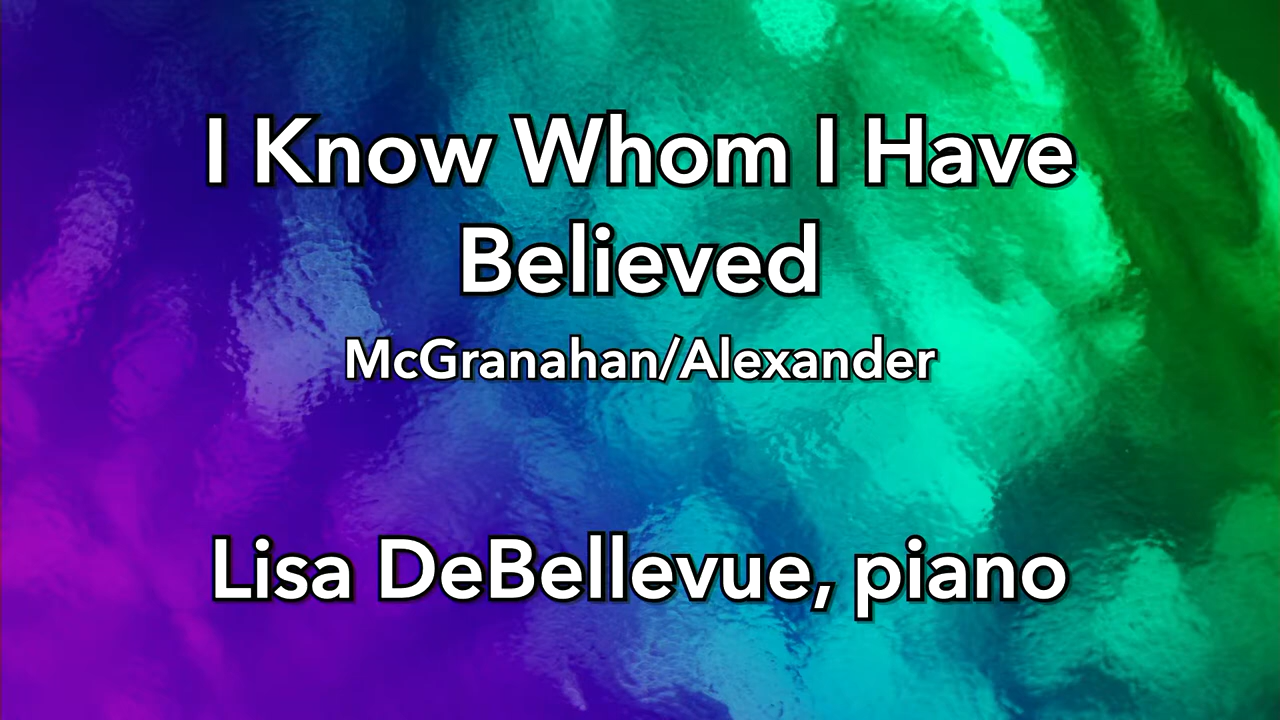 I Know Whom I Have
Believed
McGranahan/Alexander
Lisa DeBellevue, piano